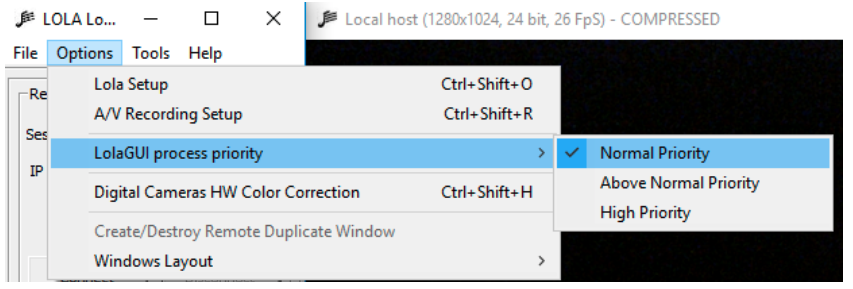 LOLA Lo...
Local host (1280x1024, 24 bit, 26 FpS) - COMPRESSED
File Options Tools Help
Re
Lola Setup Ctrl+Shift+O
A/V Recording Setup Ctrl+Shift+R
Ses
LolaGUI process priority > Normal Priority
IP
Above Normal Priority
Digital Cameras HW Color Correction Ctrl+Shift+H
High Priority
Create/Destroy Remote Duplicate Window
Windows Layout >